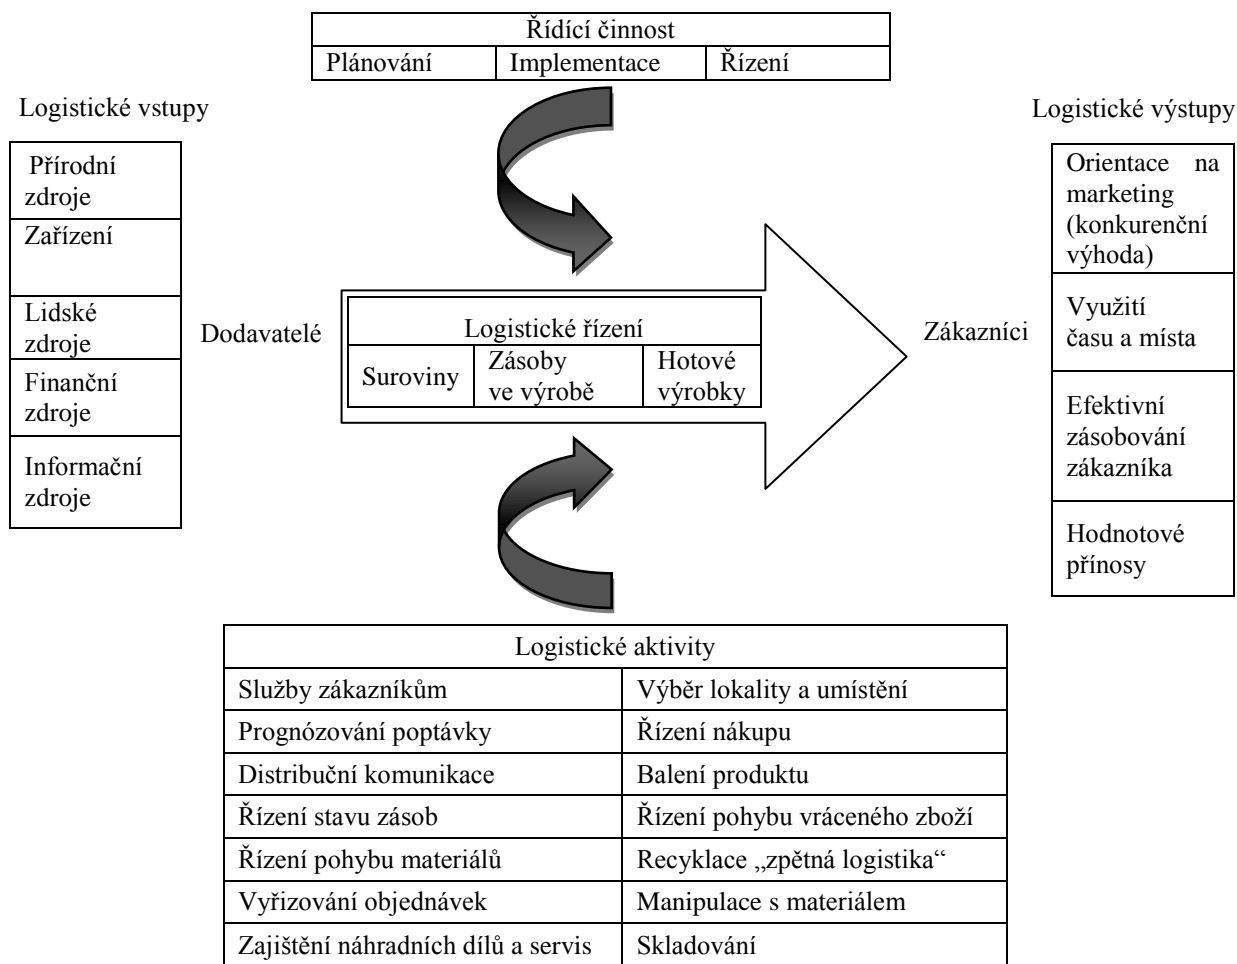 Řídící činnost
Plánování Implementace Řízení
Logistické vstupy
Přírodní
zdroje
Zařízení
Lidské
zdroje
Finanční
zdroje
Informační
zdroje
Dodavatelé
Logistické řízení
Suroviny
Zásoby
ve výrobě
Hotové
výrobky
Zákazníci
Logistické výstupy
Orientace na
marketing
(konkurenční
výhoda)
Využití
času a místa
Efektivní
zásobování
zákazníka
Hodnotové
přínosy
Logistické aktivity
Služby zákazníkům Výběr lokality a umístění
Prognózování poptávky Řízení nákupu
Distribuční komunikace Balení produktu
Řízení stavu zásob Řízení pohybu vráceného zboží
Řízení pohybu materiálů Recyklace „zpětná logistika“
Vyřizování objednávek Manipulace s materiálem
Zajištění náhradních dílů a servis Skladování